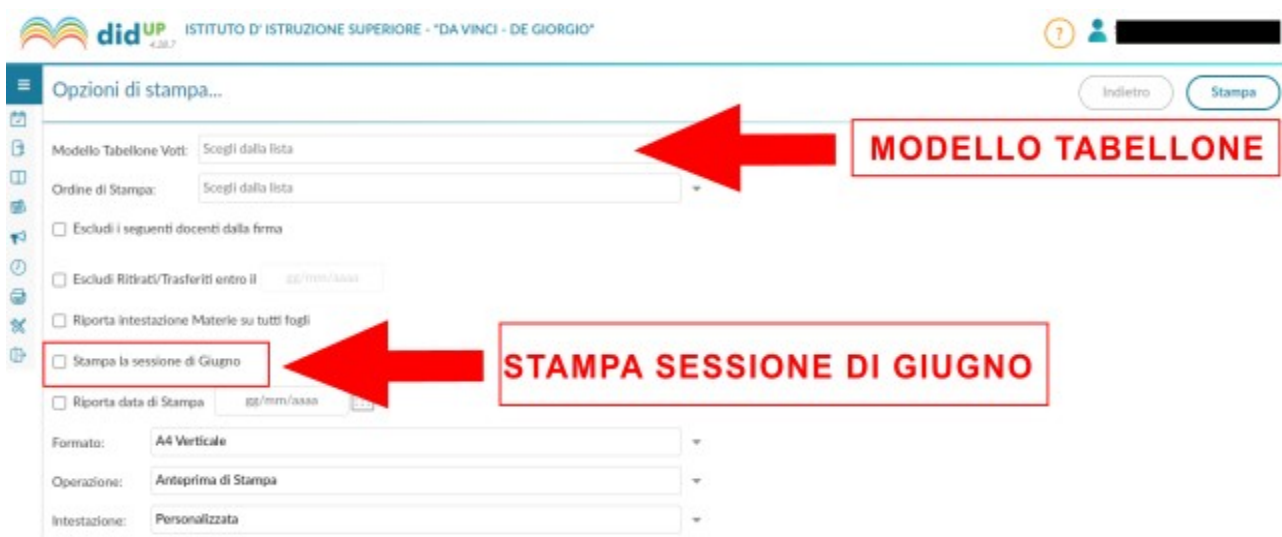 didUP 4.28.7 ISTITUTO D' ISTRUZIONE SUPERIORE - "DA VINCI - DE GIORGIO" ?
Opzioni di stampa... Indietro Stampa
Modello Tabellone Voti: Scegli dalla lista MODELLO TABELLONE
Ordine di Stampa: Scegli dalla lista
Escludi i seguenti docenti dalla firma
Escludi Ritirati/Trasferiti entro il gg/mm/aaaa
Riporta intestazione Materie su tutti fogli
Stampa la sessione di Giugno STAMPA SESSIONE DI GIUGNO
Riporta data di Stampa gg/mm/aaaa
Formato: A4 Verticale
Operazione: Anteprima di Stampa
Intestazione: Personalizzata